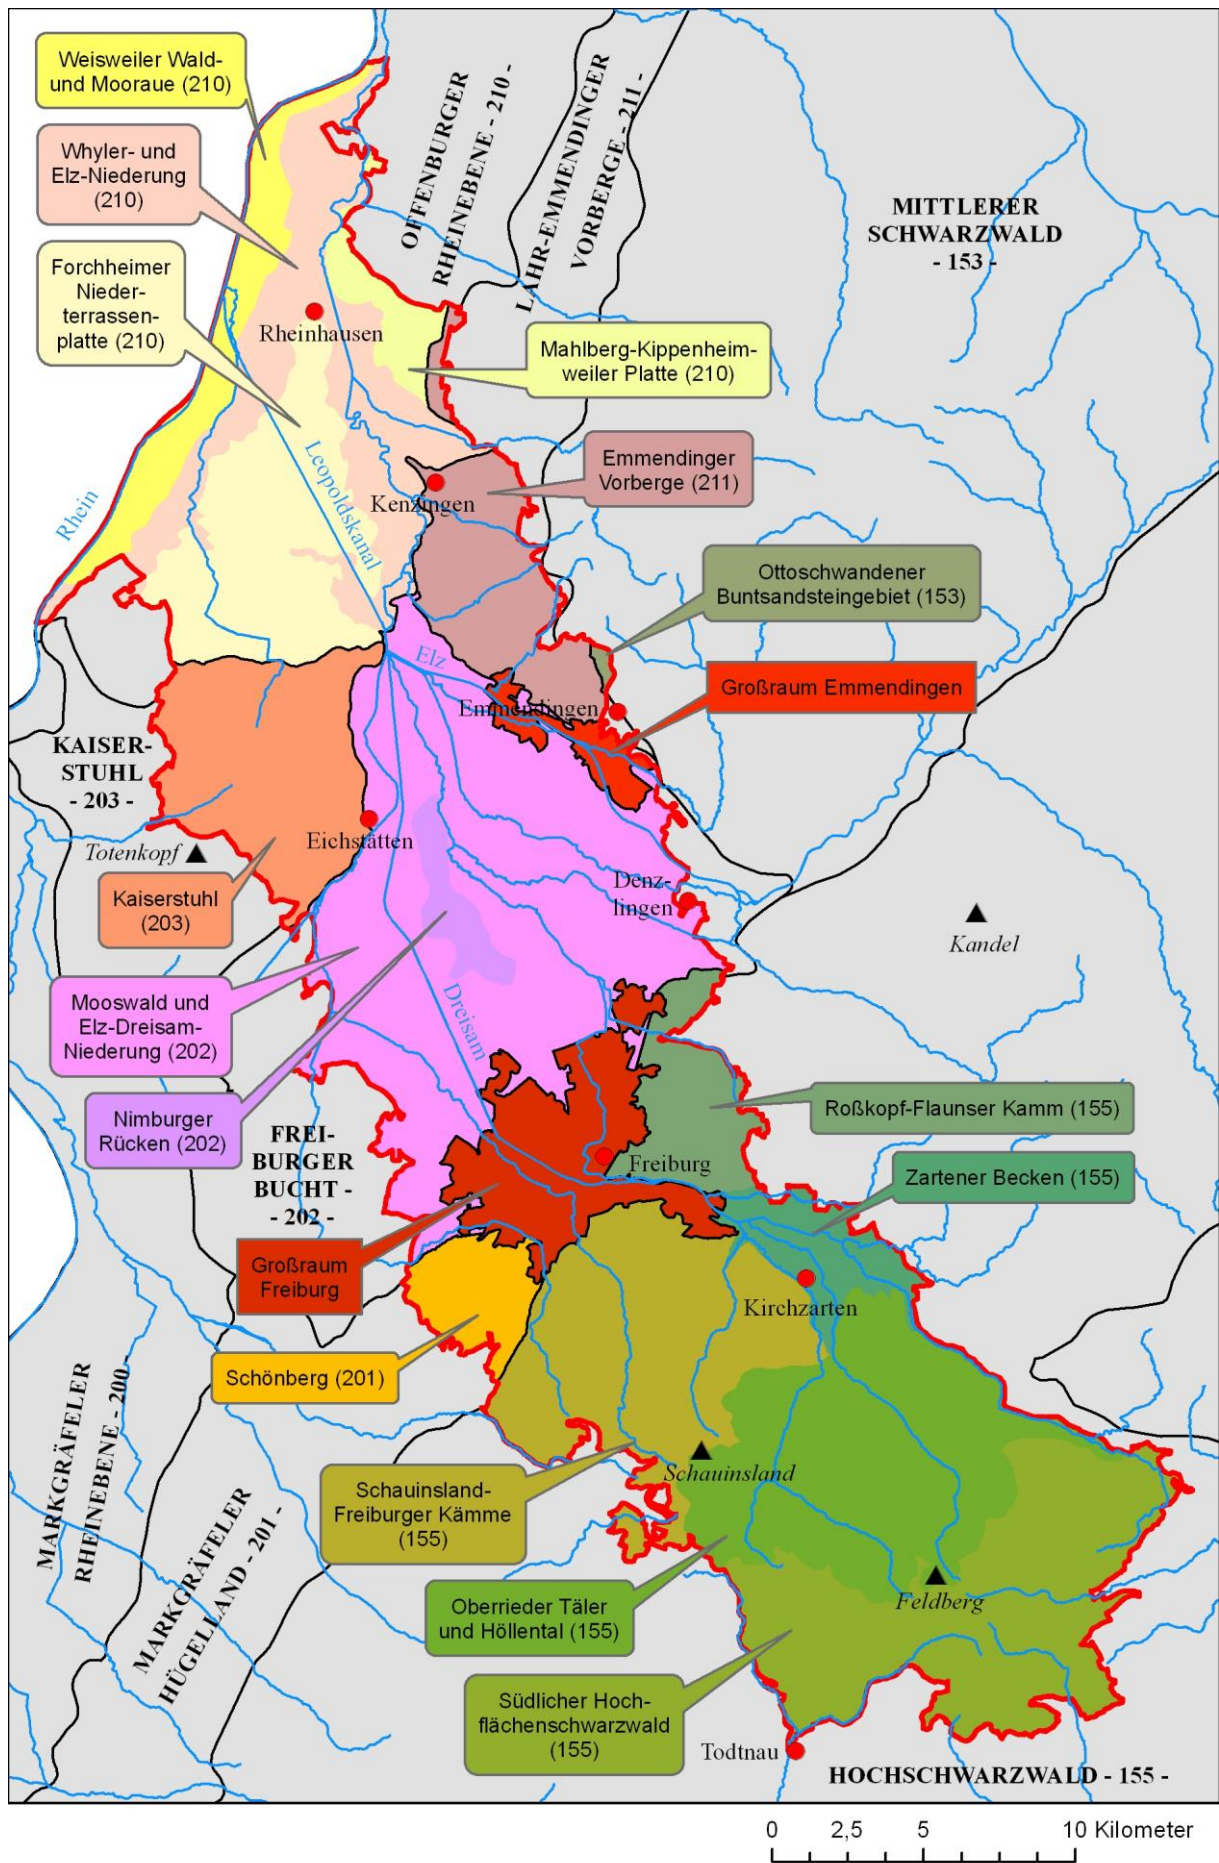 Weisweiler Wald-
und Mooraue (210)
Whyler- und
Elz-Niederung
(210)
Forchheimer
Nieder-
terrassen-
platte (210)
OFFENBURGER
RHEINEBENE - 210 -
LAHR-EMMENDINGER
VORBERGE - 211 -
MITTLERER
SCHWARZWALD
- 153 -
Rheinhausen
Mahlberg-Kippenheim-
weiler Platte (210)
Rhein
Leopoldskanal
Kenzingen
Emmendinger
Vorberge (211)
Ottoschwandener
Buntsandsteingebiet (153)
Elz
Emmendingen
Großraum Emmendingen
KAISER-
STUHL
- 203 -
Totenkopf
Eichstätten
Kaiserstuhl
(203)
Denz-
lingen
Kandel
Mooswald und
Elz-Dreisam-
Niederung (202)
Dreisam
Nimburger
Rücken (202)
FREI-
BURGER
BUCHT -
- 202 -
Roßkopf-Flaunser Kamm (155)
Freiburg
Zartener Becken (155)
Großraum
Freiburg
Kirchzarten
Schönberg (201)
MARKGRÄFELER
RHEINEBENE - 200-
MARKGRÄFELER
HÜGELLAND - 201 -
Schauinsland
Schauinsland-
Freiburger Kämme
(155)
Feldberg
Oberrieder Täler
und Höllental (155)
Südlicher Hoch-
flächenschwarzwald
(155)
Todtnau
HOCHSCHWARZWALD - 155 -
0 2,5 5 10 Kilometer